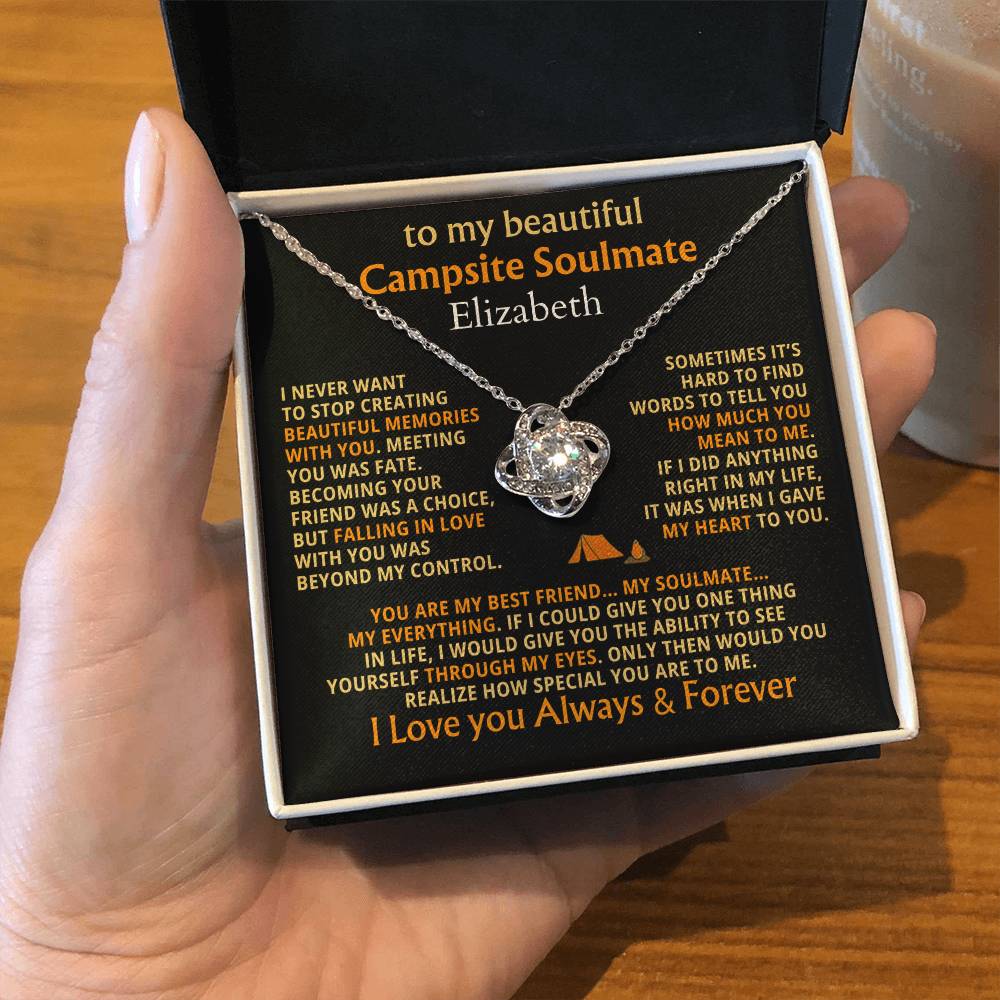 to my beautiful
Campsite Soulmate
Elizabeth
I NEVER WANT
TO STOP CREATING
BEAUTIFUL MEMORIES
WITH YOU. MEETING
YOU WAS FATE.
BECOMING YOUR
FRIEND WAS A CHOICE,
BUT FALLING IN LOVE
WITH YOU WAS
BEYOND MY CONTROL.
SOMETIMES IT'S
HARD TO FIND
WORDS TO TELL YOU
HOW MUCH YOU
MEAN TO ME.
IF I DID ANYTHING
RIGHT IN MY LIFE,
IT WAS WHEN I GAVE
MY HEART TO YOU.
YOU ARE MY BEST FRIEND... MY SOULMATE...
MY EVERYTHING. IF I COULD GIVE YOU ONE THING
IN LIFE, I WOULD GIVE YOU THE ABILITY TO SEE
YOURSELF THROUGH MY EYES. ONLY THEN WOULD YOU
REALIZE HOW SPECIAL YOU ARE TO ME.
I Love you Always & Forever